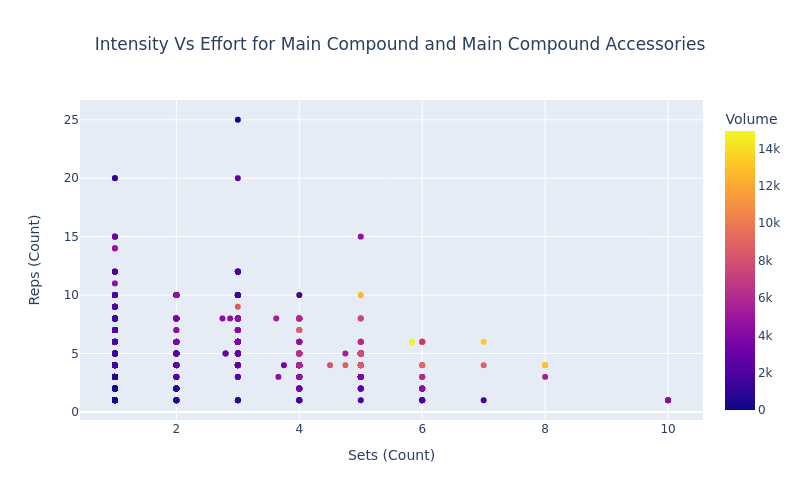 Intensity Vs Effort for Main Compound and Main Compound Accessories
Volume
25
20
15
10
5
0
Reps (Count)
2
4
6
8
10
Sets (Count)
14k
12k
10k
8k
6k
4k
2k
0